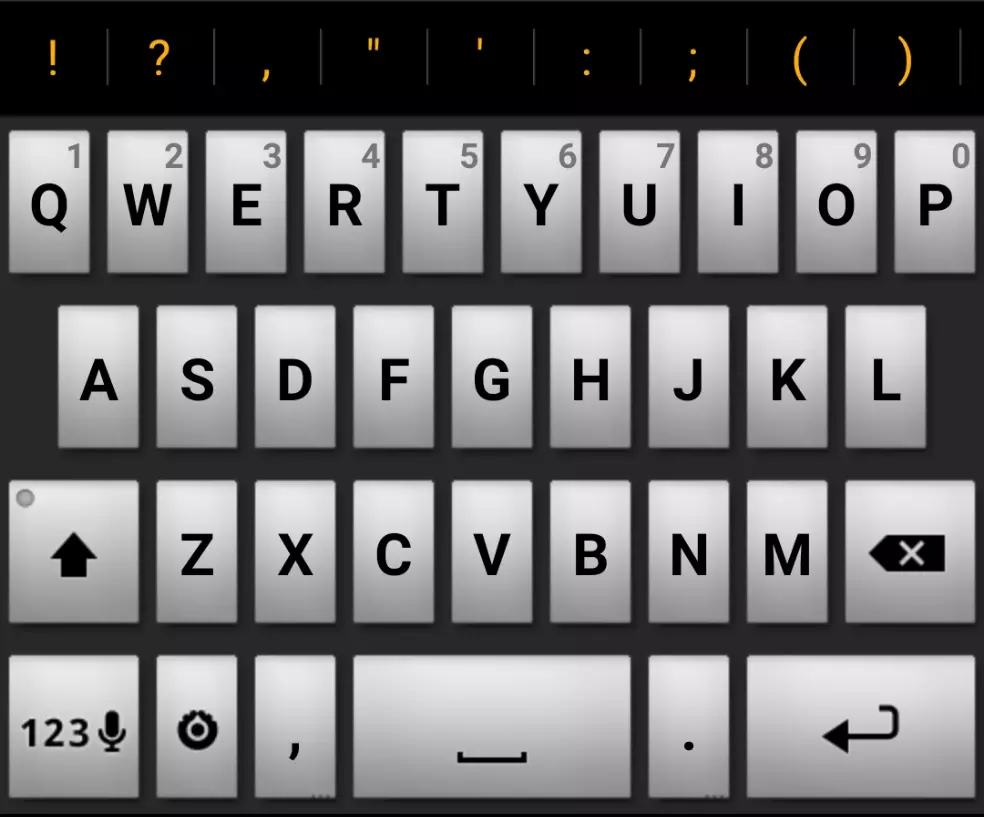 ! ? , " ' : ; ( )
1 2 3 4 5 6 7 8 9 0
Q W E R T Y U I O P
A S D F G H J K L
Z X C V B N M
123 , .